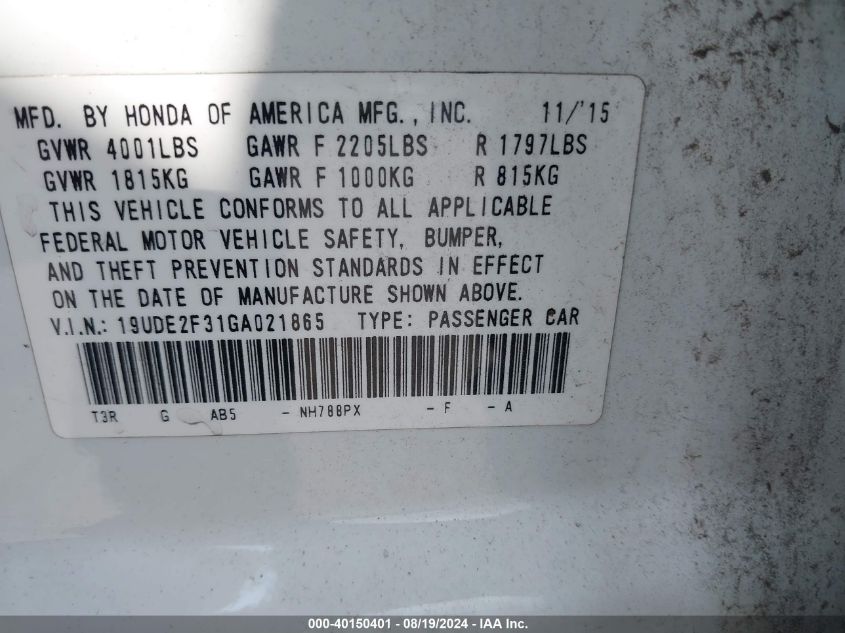 MFD. BY HONDA OF AMERICA MFG., INC. 11/'15
GVWR 4001LBS GAWR F 2205LBS R 1797LBS
GVWR 1815KG GAWR F 1000KG R 815KG
THIS VEHICLE CONFORMS TO ALL APPLICABLE
FEDERAL MOTOR VEHICLE SAFETY, BUMPER,
AND THEFT PREVENTION STANDARDS IN EFFECT
ON THE DATE OF MANUFACTURE SHOWN ABOVE.
V.I.N.: 19UDE2F31GA021865 TYPE: PASSENGER CAR
T3R G AB5 - NH788PX - F - A
000-40150401 - 08/19/2024 - IAA Inc.